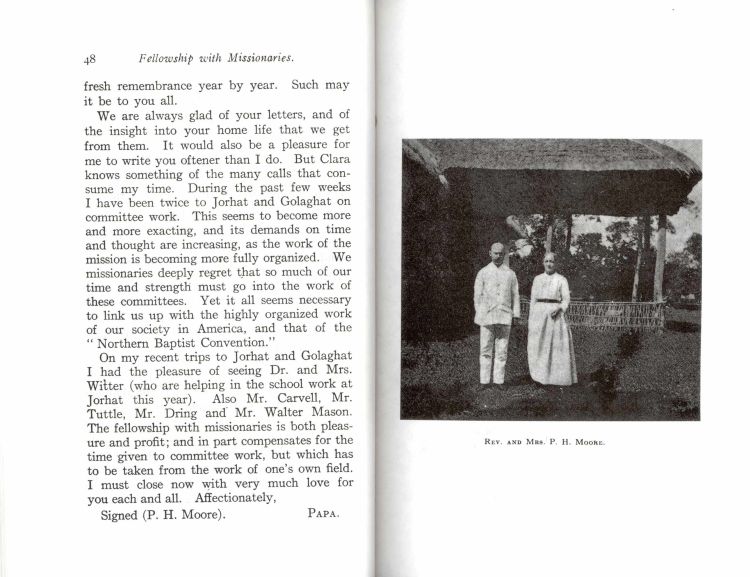 48 Fellowship with Missionaries.
fresh remembrance year by year. Such may
it be to you all.
We are always glad of your letters, and of
the insight into your home life that we get
from them. It would also be a pleasure for
me to write you oftener than I do. But Clara
knows something of the many calls that con-
sume my time. During the past few weeks
I have been twice to Jorhat and Golaghat on
committee work. This seems to become more
and more exacting, and its demands on time
and thought are increasing, as the work of the
mission is becoming more fully organized. We
missionaries deeply regret that so much of our
time and strength must go into the work of
these committees. Yet it all seems necessary
to link us up with the highly organized work
of our society in America, and that of the
“ Northern Baptist Convention.”
On my recent trips to Jorhat and Golaghat
I had the pleasure of seeing Dr. and Mrs.
Witter (who are helping in the school work at
Jorhat this year). Also Mr. Carvell, Mr.
Tuttle, Mr. Dring and Mr. Walter Mason.
The fellowship with missionaries is both pleas-
ure and profit; and in part compensates for the
time given to committee work, but which has
to be taken from the work of one's own field.
I must close now with very much love for
you each and all. Affectionately,
Signed (P. H. Moore). Papa.
Rev. and Mrs. P. H. Moore.